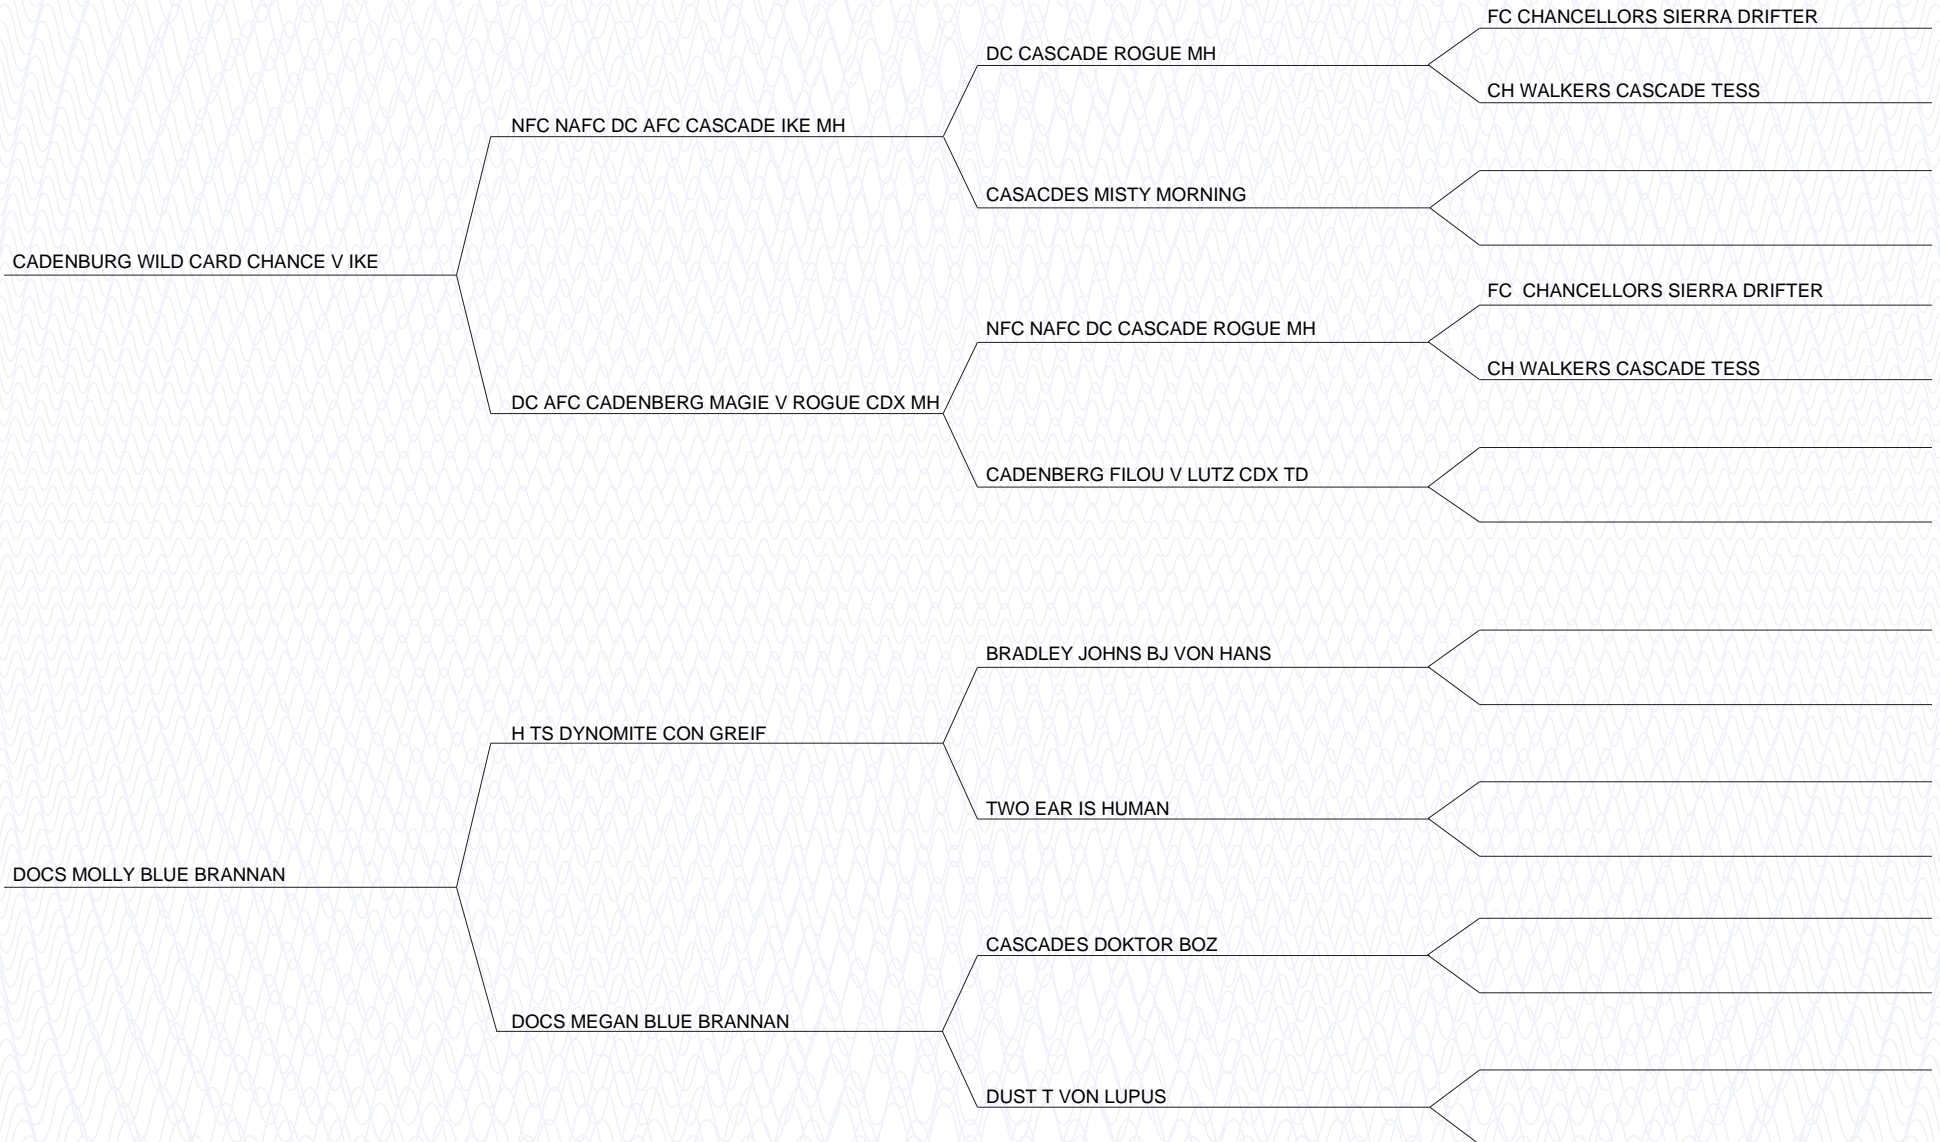 FC CHANCELLORS SIERRA DRIFTER
DC CASCADE ROGUE MH
CH WALKERS CASCADE TESS
NFC NAFC DC AFC CASCADE IKE MH
CASACDES MISTY MORNING
CADENBURG WILD CARD CHANCE V IKE
FC  CHANCELLORS SIERRA DRIFTER
NFC NAFC DC CASCADE ROGUE MH
CH WALKERS CASCADE TESS
DC AFC CADENBERG MAGIE V ROGUE CDX MH
CADENBERG FILOU V LUTZ CDX TD
BRADLEY JOHNS BJ VON HANS
H TS DYNOMITE CON GREIF
TWO EAR IS HUMAN
DOCS MOLLY BLUE BRANNAN
CASCADES DOKTOR BOZ
DOCS MEGAN BLUE BRANNAN
DUST T VON LUPUS